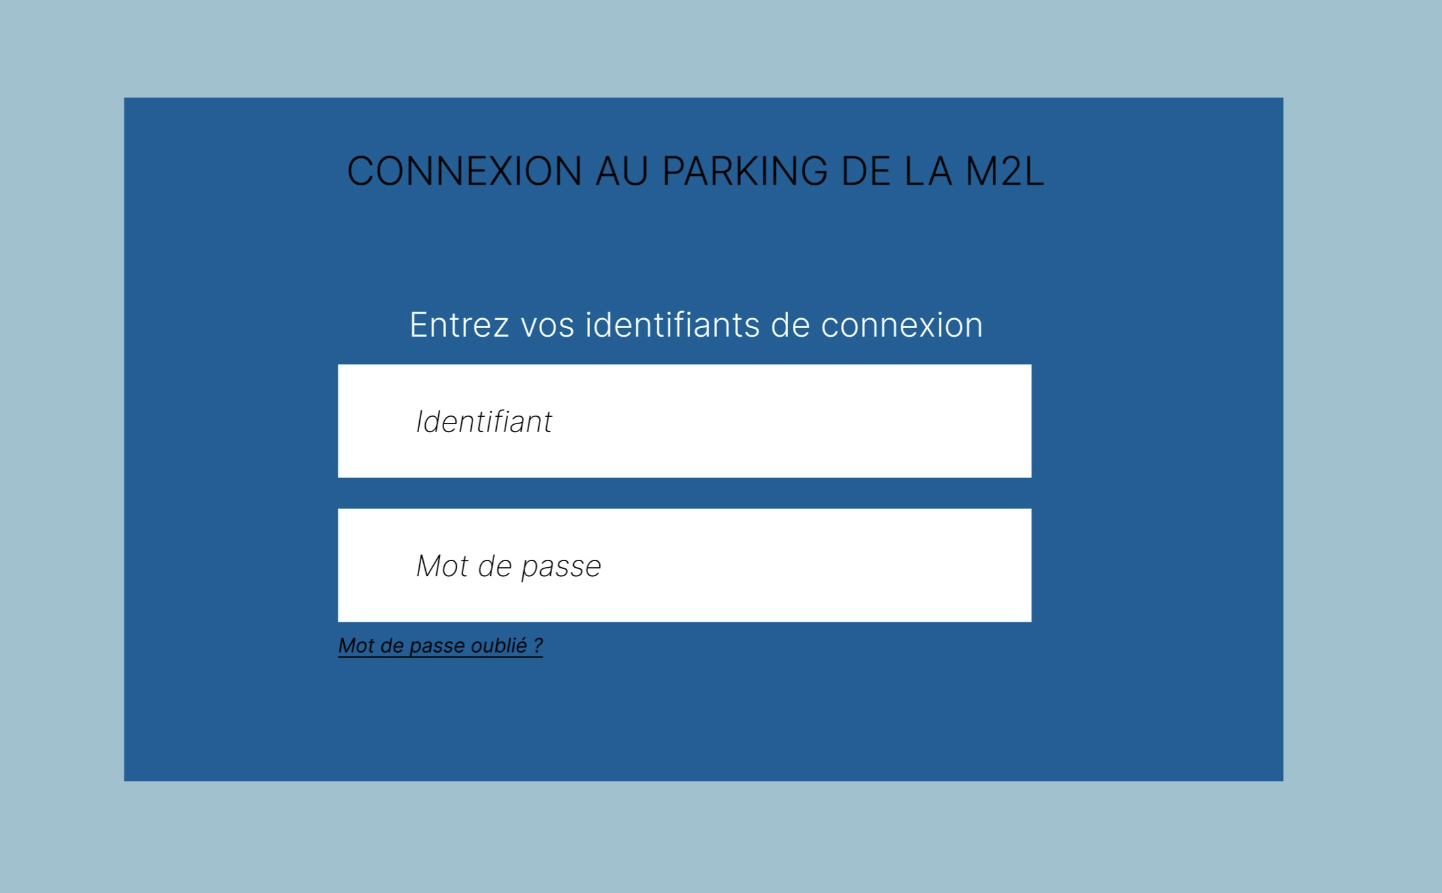 CONNEXION AU PARKING DE LA M2L
Entrez vos identifiants de connexion
Identifiant
Mot de passe
Mot de passe oublié ?